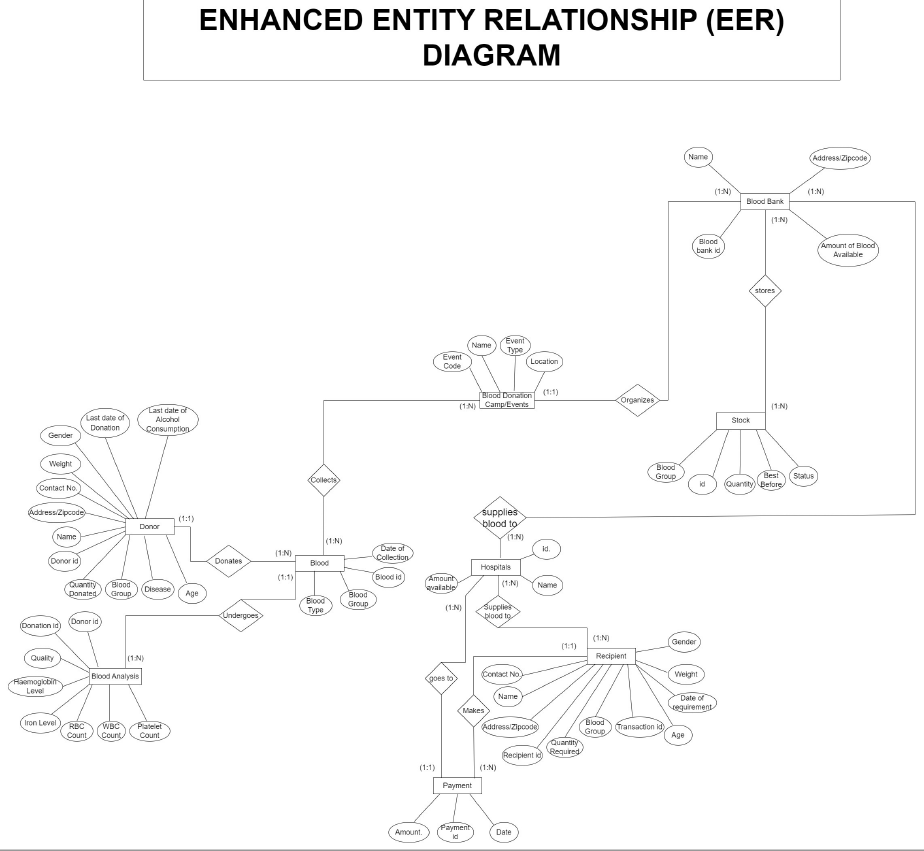 ENHANCED ENTITY RELATIONSHIP (EER)
DIAGRAM
Name
Address/Zipcode
(1:N)
(1:N)
Blood Bank
(1:N)
Blood
bank id
Amount of Blood
Available
stores
Name
Event
Type
Event
Code
Location
(1:1)
Blood Donation
Camp/Events
(1:N)
Organizes
(1:N)
Stock
Blood
Group
id
Quantity
Best
Before
Status
Last date of
Donation
Last date of
Alcohol
Consumption
Gender
Weight
Contact No.
Address/Zipcode
Name
Donor id
Quantity
Donated
Blood
Group
Disease
Age
Donor
(1:1)
Donates
Collects
(1:N)
(1:N)
Blood
(1:1)
Date of
Collection
Blood id
Blood
Type
Blood
Group
Undergoes
Donation id
Donor id
Quality
Haemoglobin
Level
Iron Level
RBC
Count
WBC
Count
Platelet
Count
(1:N)
Blood Analysis
supplies
blood to
(1:N)
Hospitals
id.
Name
Amount
available
(1:N)
(1:N)
Supplies
blood to
(1:N)
(1:1)
Recipient
Gender
Weight
Date of
requirement
Age
Transaction id
Blood
Group
Quantity
Required
Recipient id
Address/Zipcode
Name
Contact No.
goes to
Makes
(1:1)
(1:N)
Payment
Amount.
Payment
id
Date